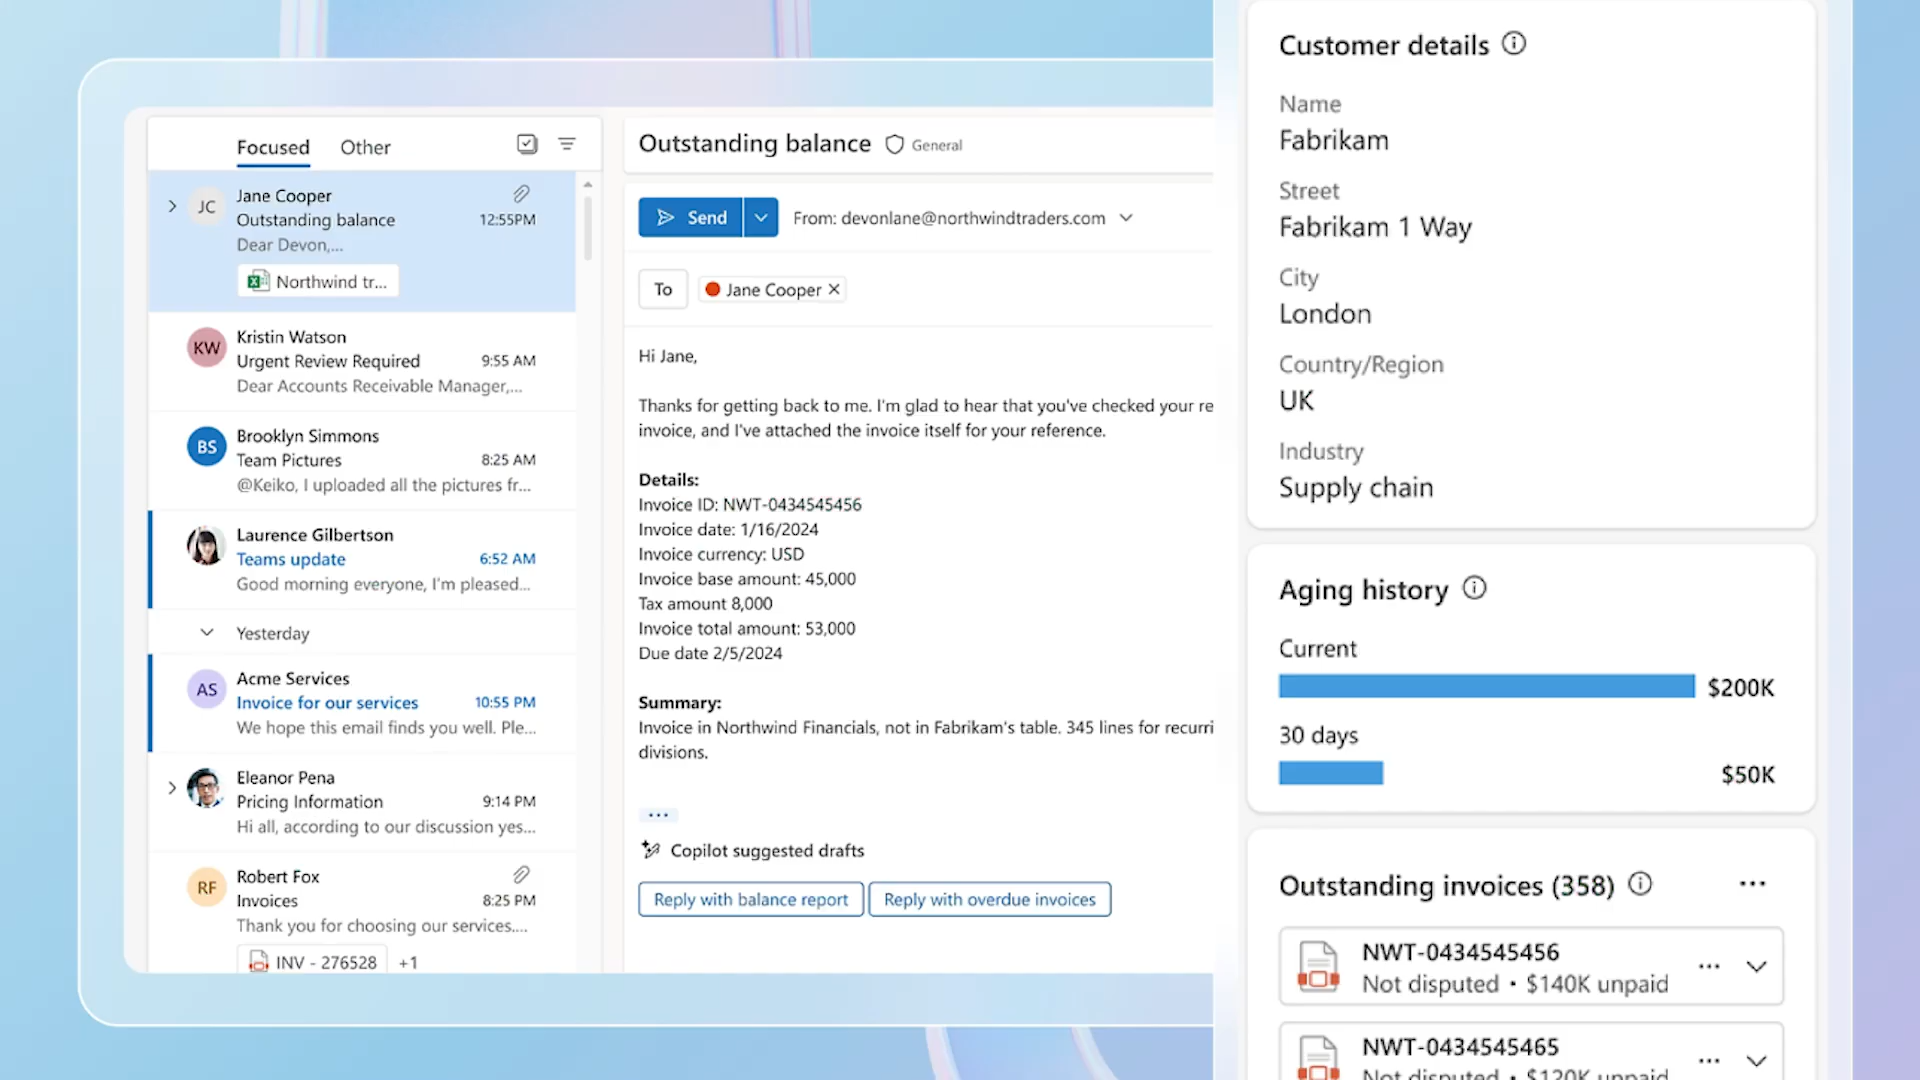 Focused Other
JC
Jane Cooper
Outstanding balance 12:55PM
Dear Devon,...
Northwind tr...
KW
Kristin Watson
Urgent Review Required 9:55 AM
Dear Accounts Receivable Manager,...
BS
Brooklyn Simmons
Team Pictures 8:25 AM
@Keiko, I uploaded all the pictures fr...
Laurence Gilbertson
Teams update 6:52 AM
Good morning everyone, I'm pleased...
Yesterday
AS
Acme Services
Invoice for our services 10:55 PM
We hope this email finds you well. Ple...
Eleanor Pena
Pricing Information 9:14 PM
Hi all, according to our discussion yes...
RF
Robert Fox
Invoices 8:25 PM
Thank you for choosing our services....
INV - 276528 +1
Outstanding balance General
Send From: devonlane@northwindtraders.com
To Jane Cooper
Hi Jane,
Thanks for getting back to me. I'm glad to hear that you've checked your re
invoice, and I've attached the invoice itself for your reference.
Details:
Invoice ID: NWT-0434545456
Invoice date: 1/16/2024
Invoice currency: USD
Invoice base amount: 45,000
Tax amount 8,000
Invoice total amount: 53,000
Due date 2/5/2024
Summary:
Invoice in Northwind Financials, not in Fabrikam's table. 345 lines for recurri
divisions.
...
Copilot suggested drafts
Reply with balance report Reply with overdue invoices
Customer details
Name
Fabrikam
Street
Fabrikam 1 Way
City
London
Country/Region
UK
Industry
Supply chain
Aging history
Current
$200K
30 days
$50K
Outstanding invoices (358)
NWT-0434545456
Not disputed • $140K unpaid
NWT-0434545465
Not disputed • $120K unpaid